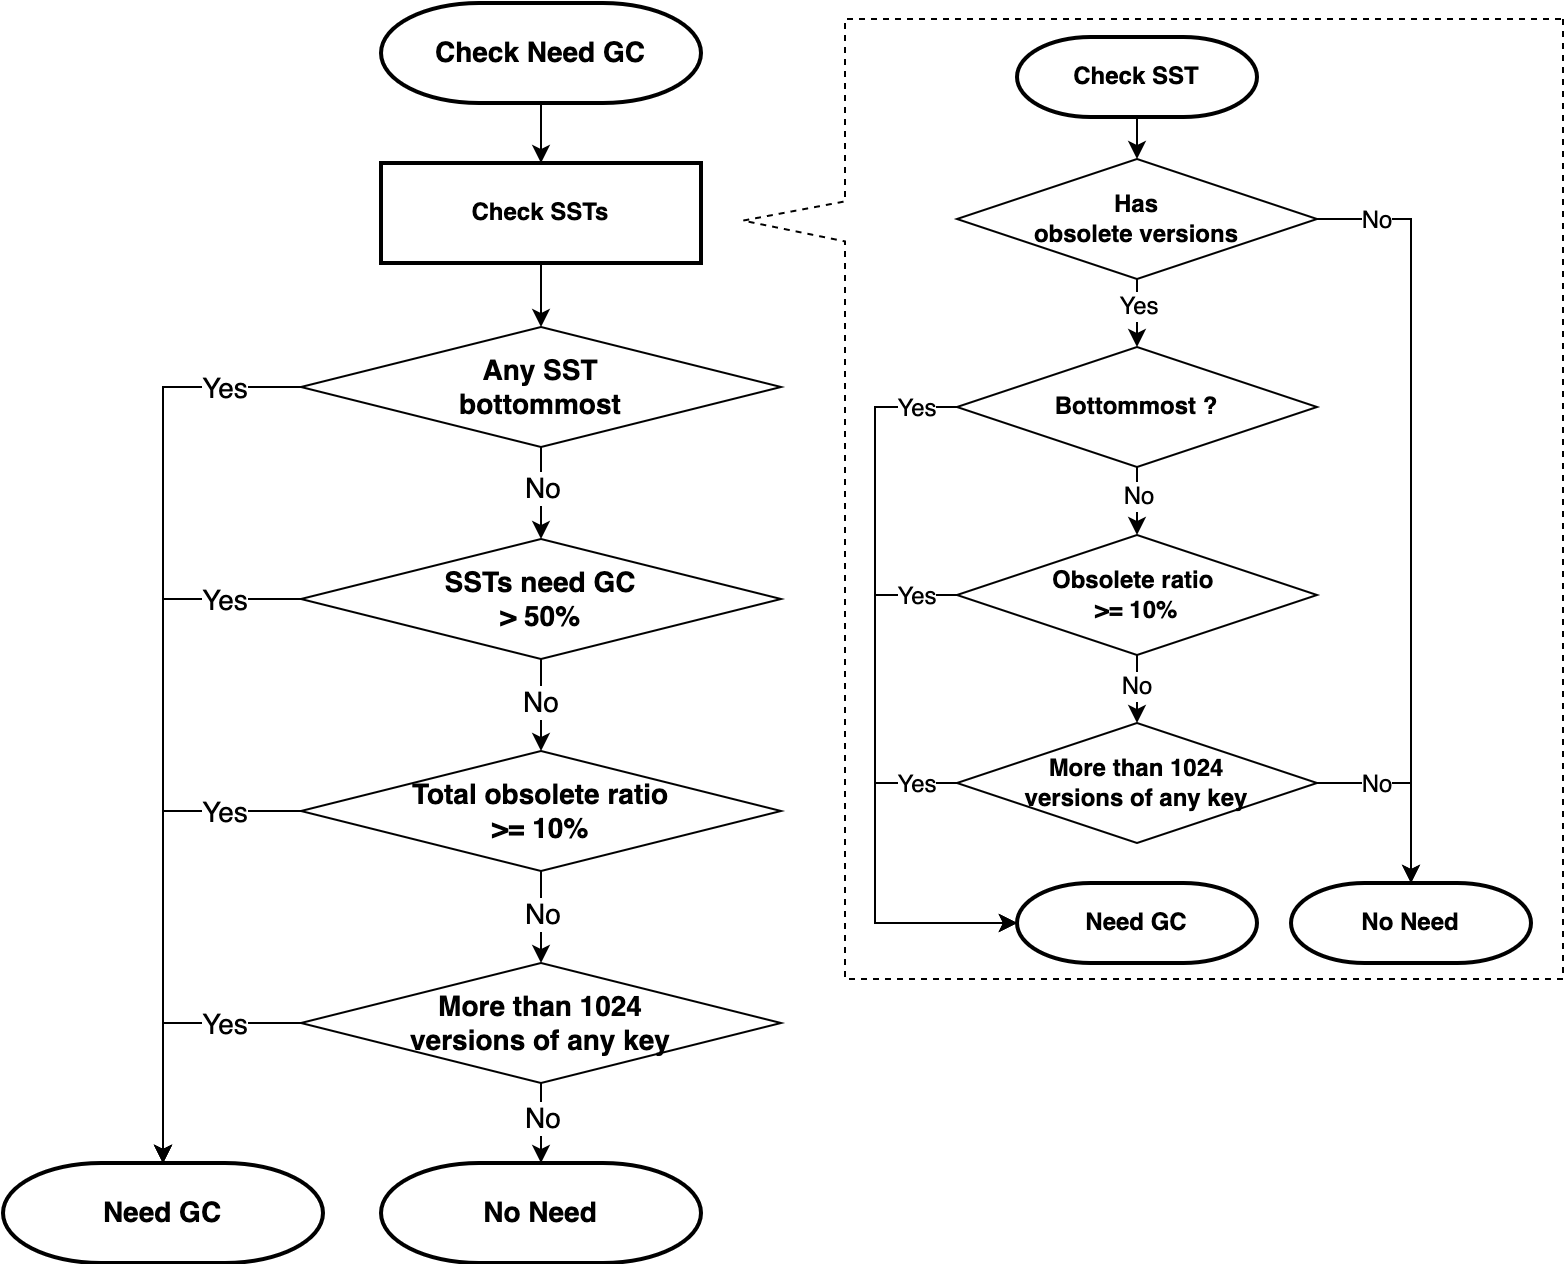 Check Need GC
Check SSTs
Any SST
bottommost
Yes
No
SSTs need GC
> 50%
Yes
No
Total obsolete ratio
>= 10%
Yes
No
More than 1024
versions of any key
Yes
No
Need GC
No Need
Check SST
Has
obsolete versions
No
Yes
Bottommost ?
Yes
No
Obsolete ratio
>= 10%
Yes
No
More than 1024
versions of any key
Yes
No
Need GC
No Need